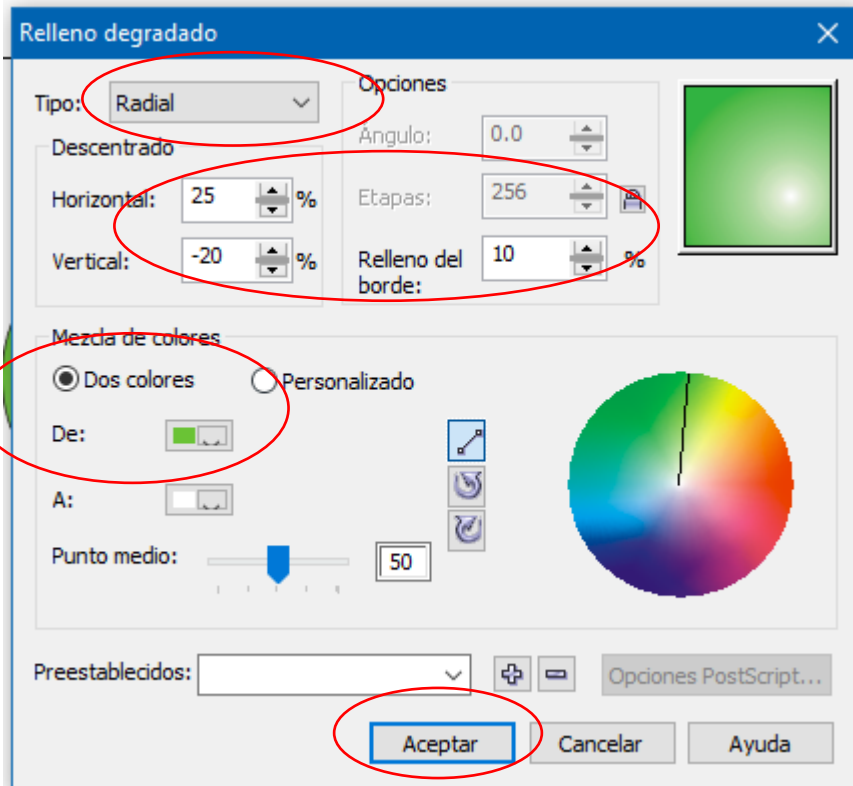 Relleno degradado
Tipo: Radial
Opciones
Ángulo: 0.0
Descentrado
Horizontal: 25 %
Etapas: 256
Vertical: -20 %
Relleno del borde: 10 %
Mezcla de colores
Dos colores
Personalizado
De:
A:
Punto medio: 50
Preestablecidos:
Opciones PostScript...
Aceptar
Cancelar
Ayuda